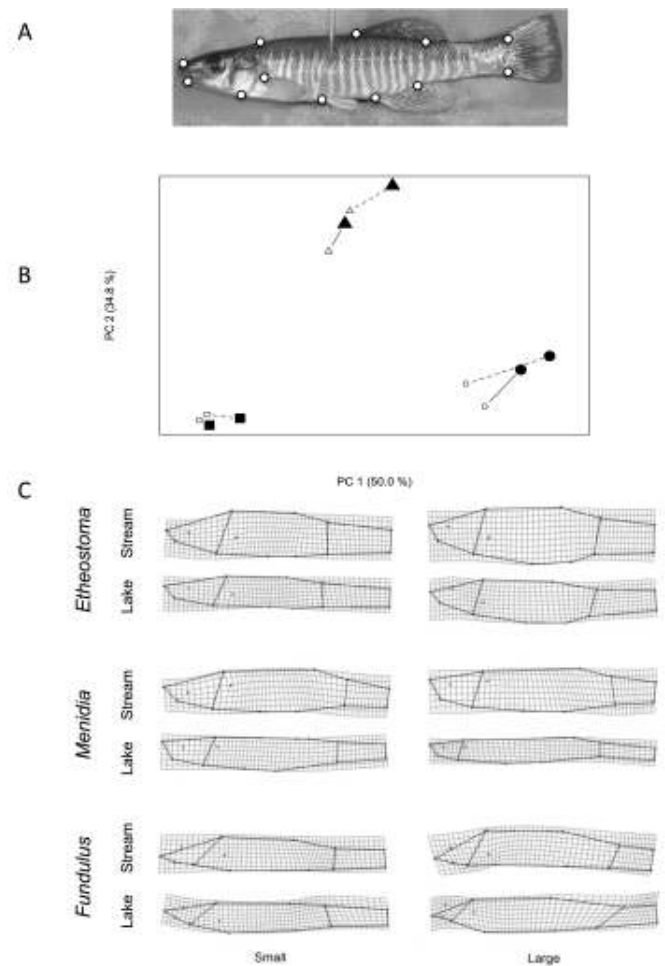 A
B
PC 2 (34.8 %)
PC 1 (50.0 %)
C
Etheostoma
Stream
Lake
Menidia
Stream
Lake
Fundulus
Stream
Lake
Small
Large